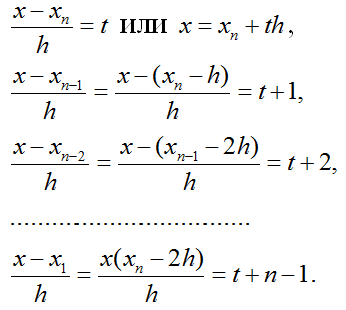 (x − xₙ)/h = t ИЛИ x = xₙ + th,
(x − xₙ₋₁)/h = (x − (xₙ − h))/h = t + 1,
(x − xₙ₋₂)/h = (x − (xₙ₋₁ − 2h))/h = t + 2,
................................
(x − x₁)/h = x(xₙ − 2h)/h = t + n − 1.